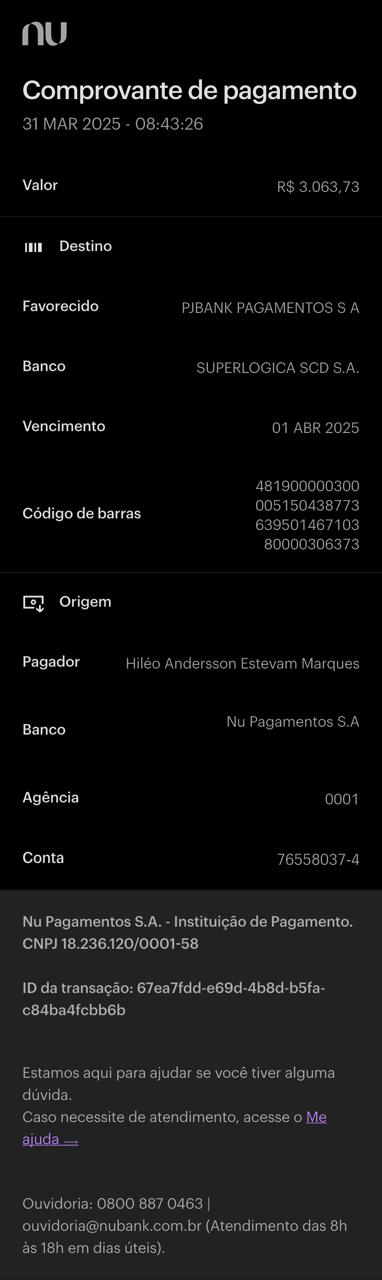 nu
Comprovante de pagamento
31 MAR 2025 - 08:43:26
Valor R$ 3.063,73
Destino
Favorecido PJBANK PAGAMENTOS S A
Banco SUPERLOGICA SCD S.A.
Vencimento 01 ABR 2025
Código de barras
481900000300
005150438773
639501467103
80000306373
Origem
Pagador Hiléo Andersson Estevam Marques
Banco Nu Pagamentos S.A
Agência 0001
Conta 76558037-4
Nu Pagamentos S.A. - Instituição de Pagamento.
CNPJ 18.236.120/0001-58
ID da transação: 67ea7fdd-e69d-4b8d-b5fa-
c84ba4fcbb6b
Estamos aqui para ajudar se você tiver alguma
dúvida.
Caso necessite de atendimento, acesse o Me
ajuda →
Ouvidoria: 0800 887 0463 |
ouvidoria@nubank.com.br (Atendimento das 8h
às 18h em dias úteis).